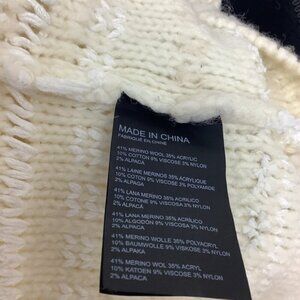 MADE IN CHINA
FABRIQUÉ EN CHINE
41% MERINO WOOL 35% ACRYLIC
10% COTTON 9% VISCOSE 3% NYLON
2% ALPACA
41% LAINE MERINOS 35% ACRYLIQUE
10% COTON 9% VISCOSE 3% POLYAMIDE
2% ALPAGA
41% LANA MERINO 35% ACRILICO
10% COTONE 9% VISCOSA 3% NYLON
2% ALPACA
41% LANA MERINO 35% ACRÍLICO
10% ALGODÓN 9% VISCOSA 3% NYLON
2% ALPACA
41% MERINO WOLLE 35% POLYACRYL
10% BAUMWOLLE 9% VISKOSE 3% NYLON
2% ALPAKA
41% MERINO WOL 35% ACRYL
10% KATOEN 9% VISCOSE 3% NYLON
2% ALPACA